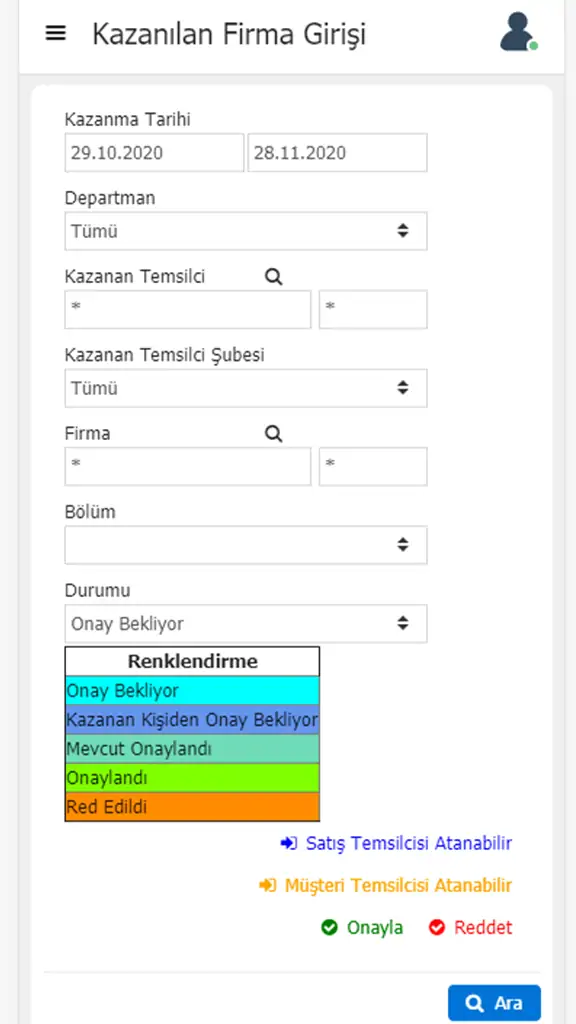 Kazanılan Firma Girişi
Kazanma Tarihi
29.10.2020 28.11.2020
Departman
Tümü
Kazanan Temsilci
* *
Kazanan Temsilci Şubesi
Tümü
Firma
* *
Bölüm
Durumu
Onay Bekliyor
Renklendirme
Onay Bekliyor
Kazanan Kişiden Onay Bekliyor
Mevcut Onaylandı
Onaylandı
Red Edildi
Satış Temsilcisi Atanabilir
Müşteri Temsilcisi Atanabilir
Onayla Reddet
Ara